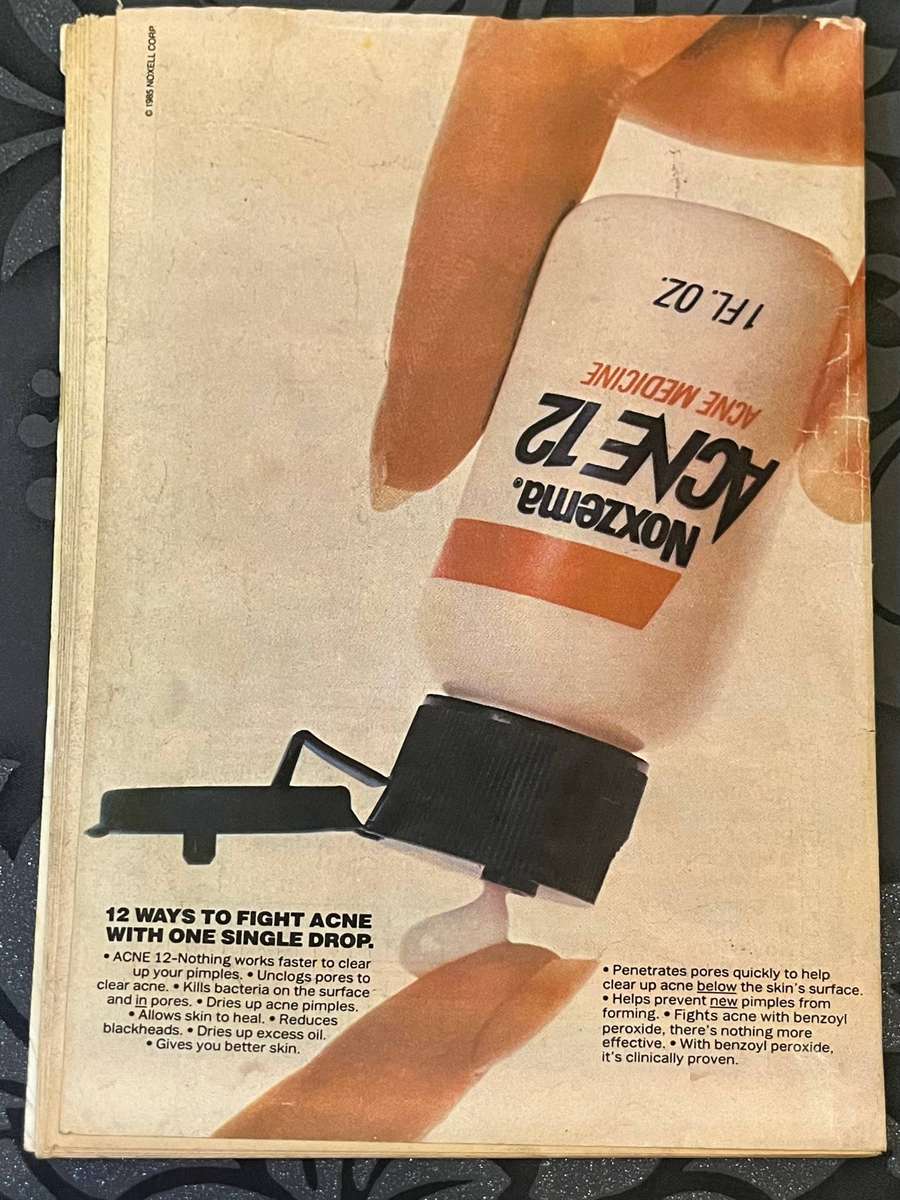 © 1985 NOXELL CORP.
1 FL. OZ.
ACNE MEDICINE
ACNE 12
Noxzema.
12 WAYS TO FIGHT ACNE
WITH ONE SINGLE DROP.
• ACNE 12-Nothing works faster to clear
up your pimples. • Unclogs pores to
clear acne. • Kills bacteria on the surface
and in pores. • Dries up acne pimples.
• Allows skin to heal. • Reduces
blackheads. • Dries up excess oil.
• Gives you better skin.
• Penetrates pores quickly to help
clear up acne below the skin's surface.
• Helps prevent new pimples from
forming. • Fights acne with benzoyl
peroxide, there's nothing more
effective. • With benzoyl peroxide,
it's clinically proven.